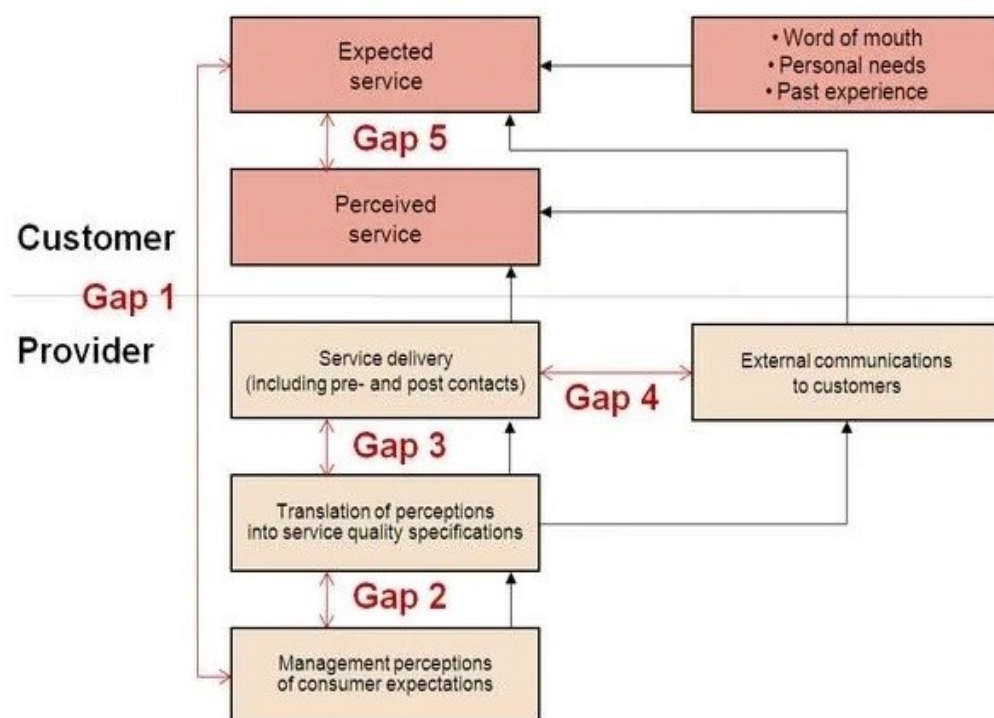 Expected
service
• Word of mouth
• Personal needs
• Past experience
Gap 5
Perceived
service
Customer
Gap 1
Provider
Service delivery
(including pre- and post contacts)
External communications
to customers
Gap 4
Gap 3
Translation of perceptions
into service quality specifications
Gap 2
Management perceptions
of consumer expectations